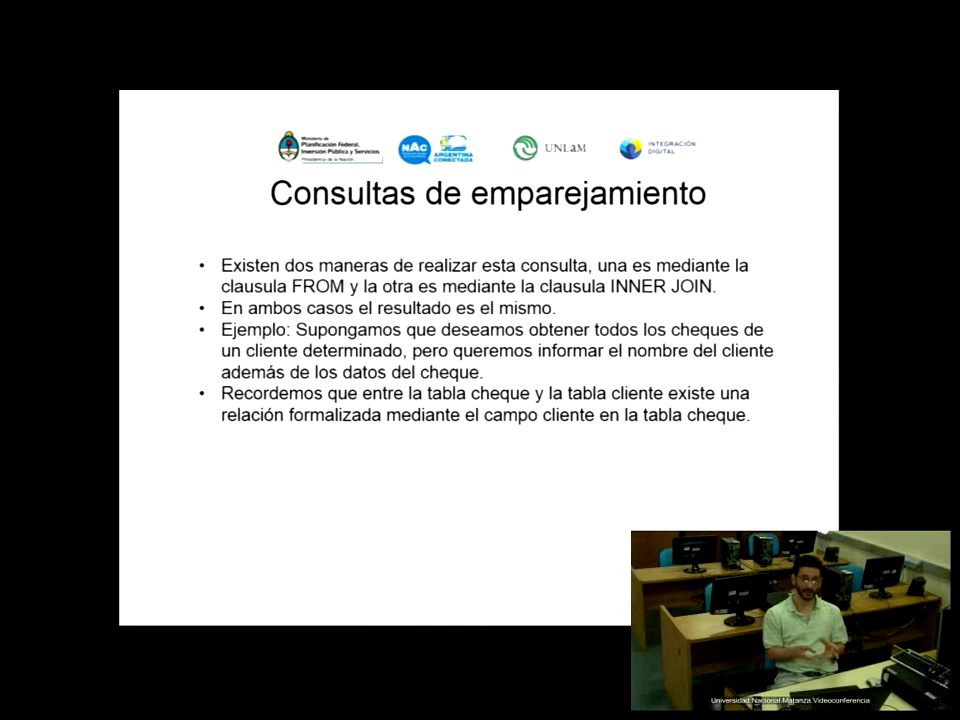 Ministerio de
Planificación Federal,
Inversión Pública y Servicios
Presidencia de la Nación
NAC
ARGENTINA
CONECTADA
UNLaM
INTEGRACIÓN
DIGITAL
Consultas de emparejamiento
• Existen dos maneras de realizar esta consulta, una es mediante la
clausula FROM y la otra es mediante la clausula INNER JOIN.
• En ambos casos el resultado es el mismo.
• Ejemplo: Supongamos que deseamos obtener todos los cheques de
un cliente determinado, pero queremos informar el nombre del cliente
además de los datos del cheque.
• Recordemos que entre la tabla cheque y la tabla cliente existe una
relación formalizada mediante el campo cliente en la tabla cheque.
Universidad.Nacional.Matanza.Videoconferencia